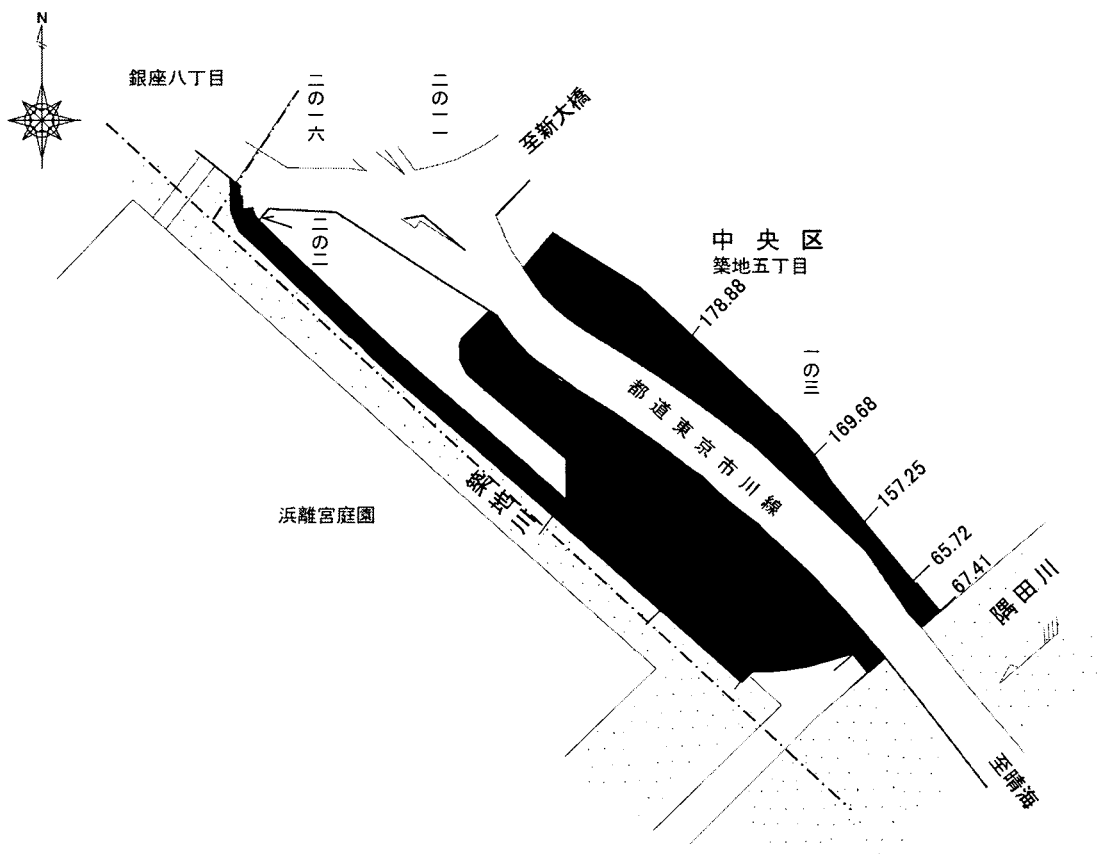 N
銀座八丁目
二の一六
二の一一
至新大橋
二の二
中央区
築地五丁目
178.88
一の三
169.68
都道東京市川線
157.25
築地川
浜離宮庭園
65.72
67.41
隅田川
至晴海